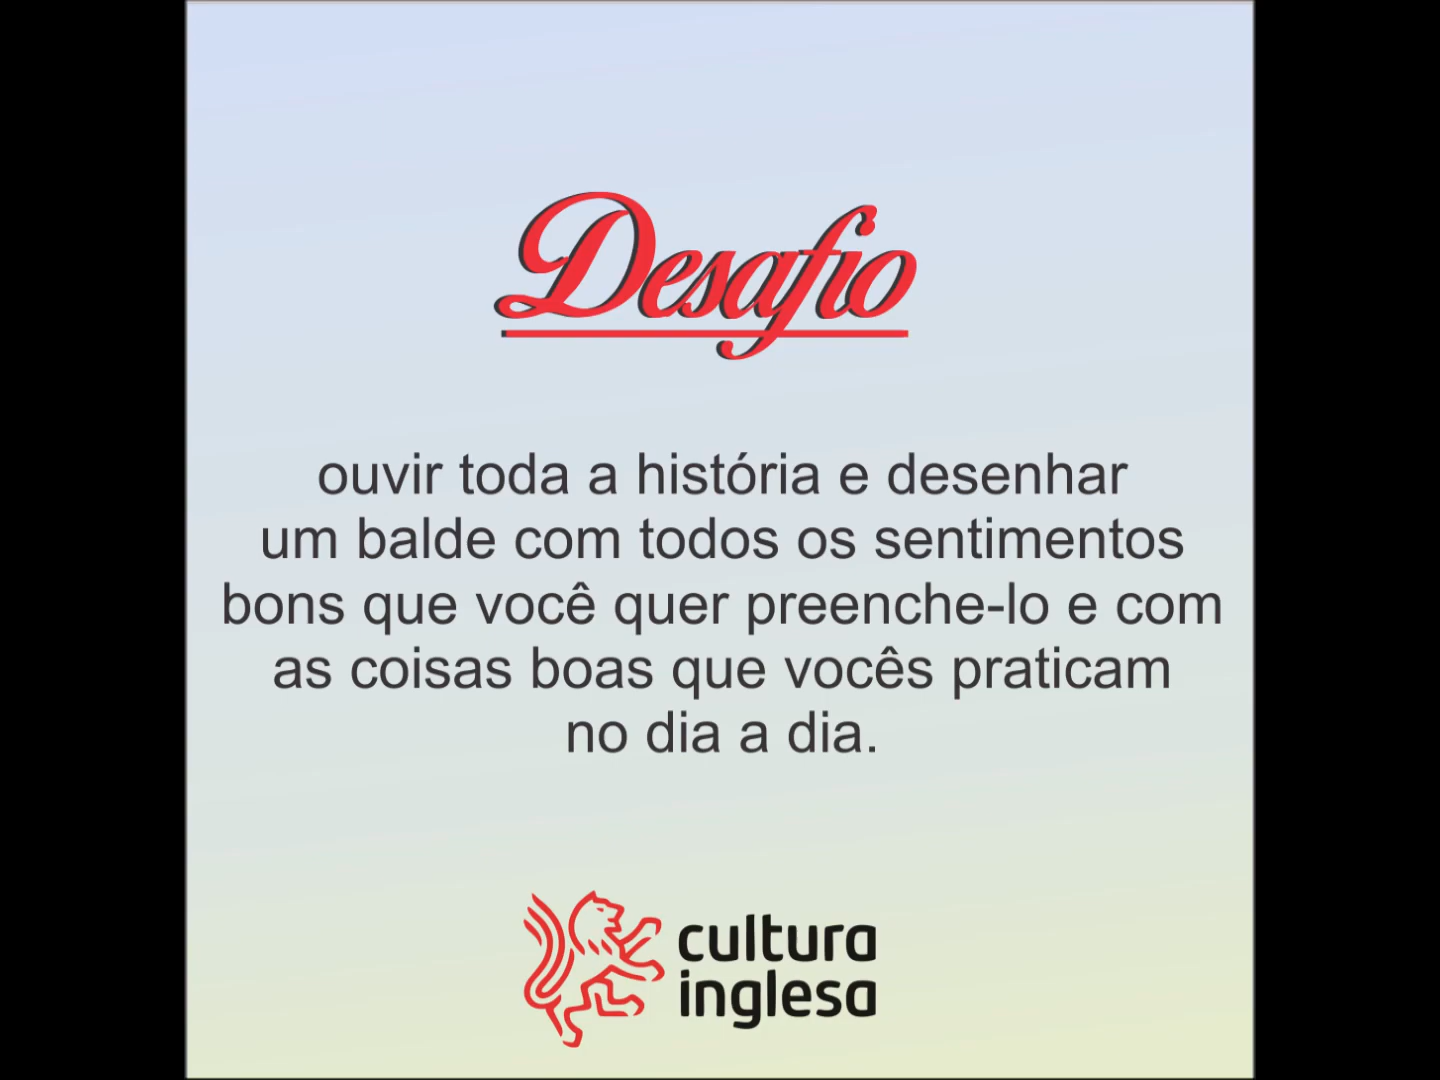 Desafio
ouvir toda a história e desenhar
um balde com todos os sentimentos
bons que você quer preenche-lo e com
as coisas boas que vocês praticam
no dia a dia.
cultura
inglesa